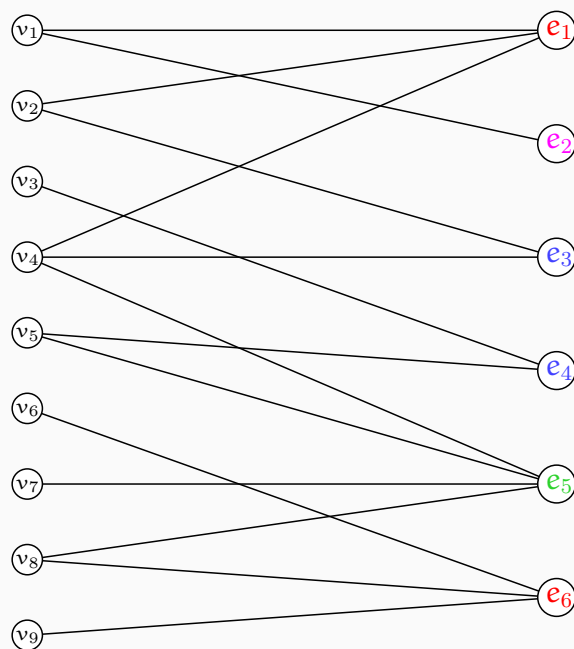 v₁
e₁
v₂
e₂
v₃
v₄
e₃
v₅
e₄
v₆
v₇
e₅
v₈
e₆
v₉